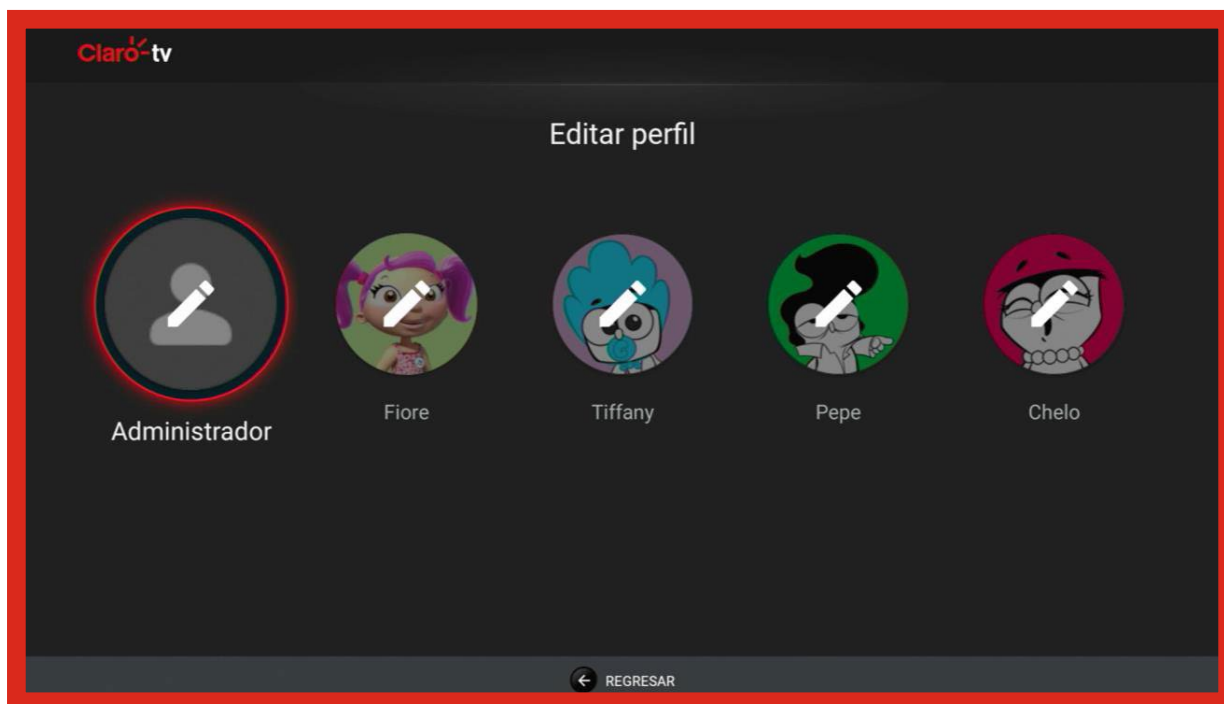 Claro-tv
Editar perfil
Administrador
Fiore
Tiffany
Pepe
Chelo
REGRESAR